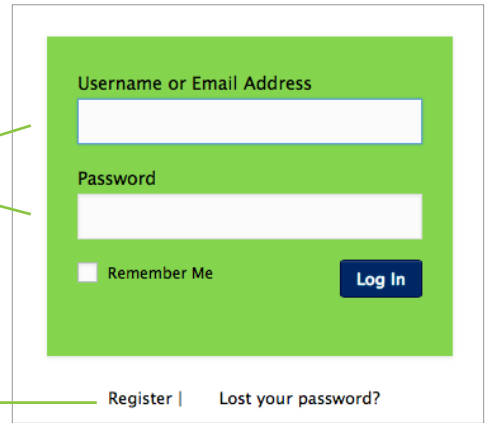 Username or Email Address
Password
Remember Me
Log In
Register | Lost your password?